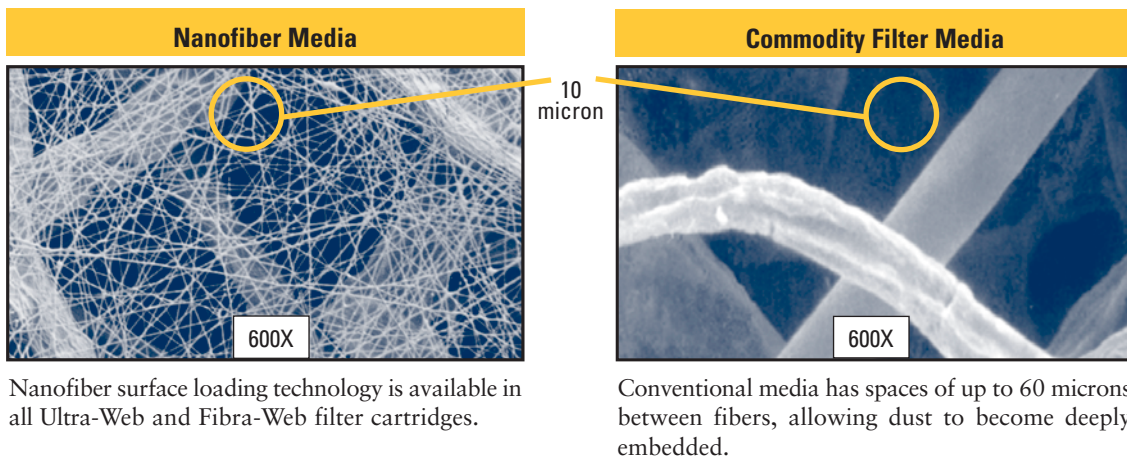 Nanofiber Media
Commodity Filter Media
10
micron
600X
600X
Nanofiber surface loading technology is available in
all Ultra-Web and Fibra-Web filter cartridges.
Conventional media has spaces of up to 60 microns
between fibers, allowing dust to become deeply
embedded.